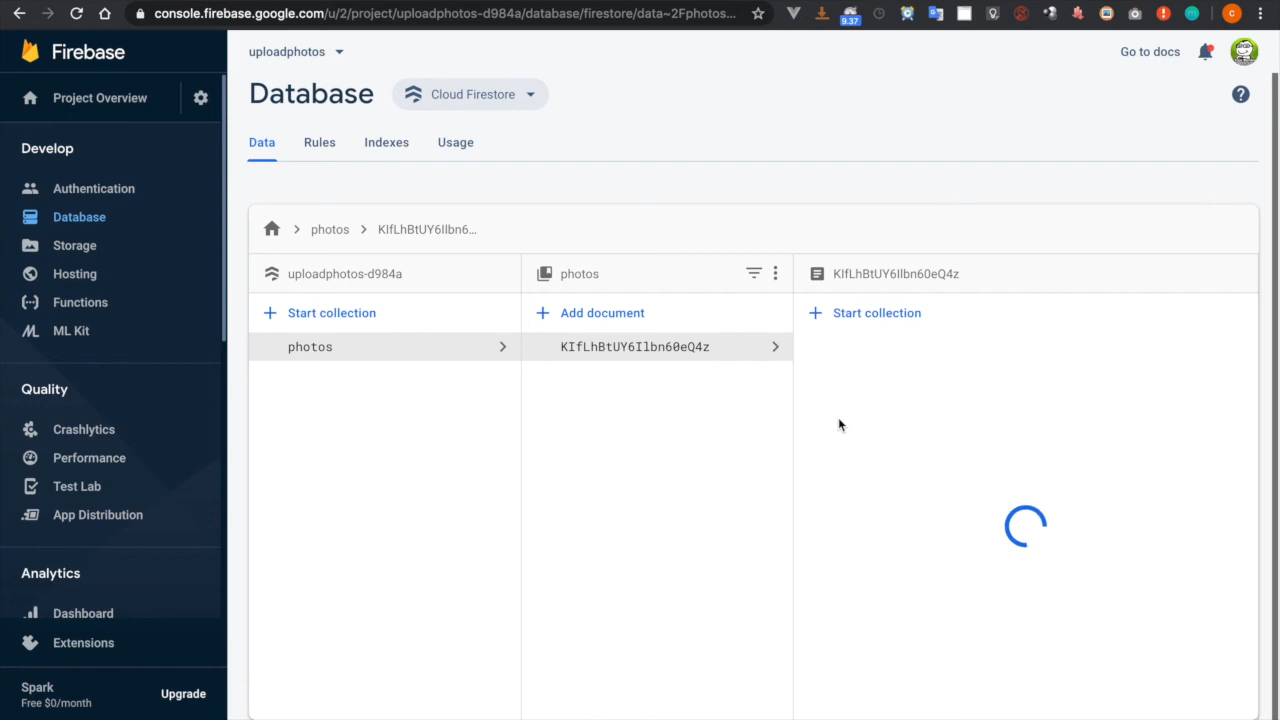 console.firebase.google.com/u/2/project/uploadphotos-d984a/database/firestore/data~2Fphotos...
9.37
C
Firebase
uploadphotos
Go to docs
Project Overview
Database
Cloud Firestore
Data
Rules
Indexes
Usage
Develop
Authentication
Database
Storage
Hosting
Functions
ML Kit
Quality
Crashlytics
Performance
Test Lab
App Distribution
Analytics
Dashboard
Extensions
Spark
Free $0/month
Upgrade
photos
KIfLhBtUY6Ilbn6...
uploadphotos-d984a
photos
KIfLhBtUY6Ilbn60eQ4z
Start collection
Add document
Start collection
photos
KIfLhBtUY6Ilbn60eQ4z